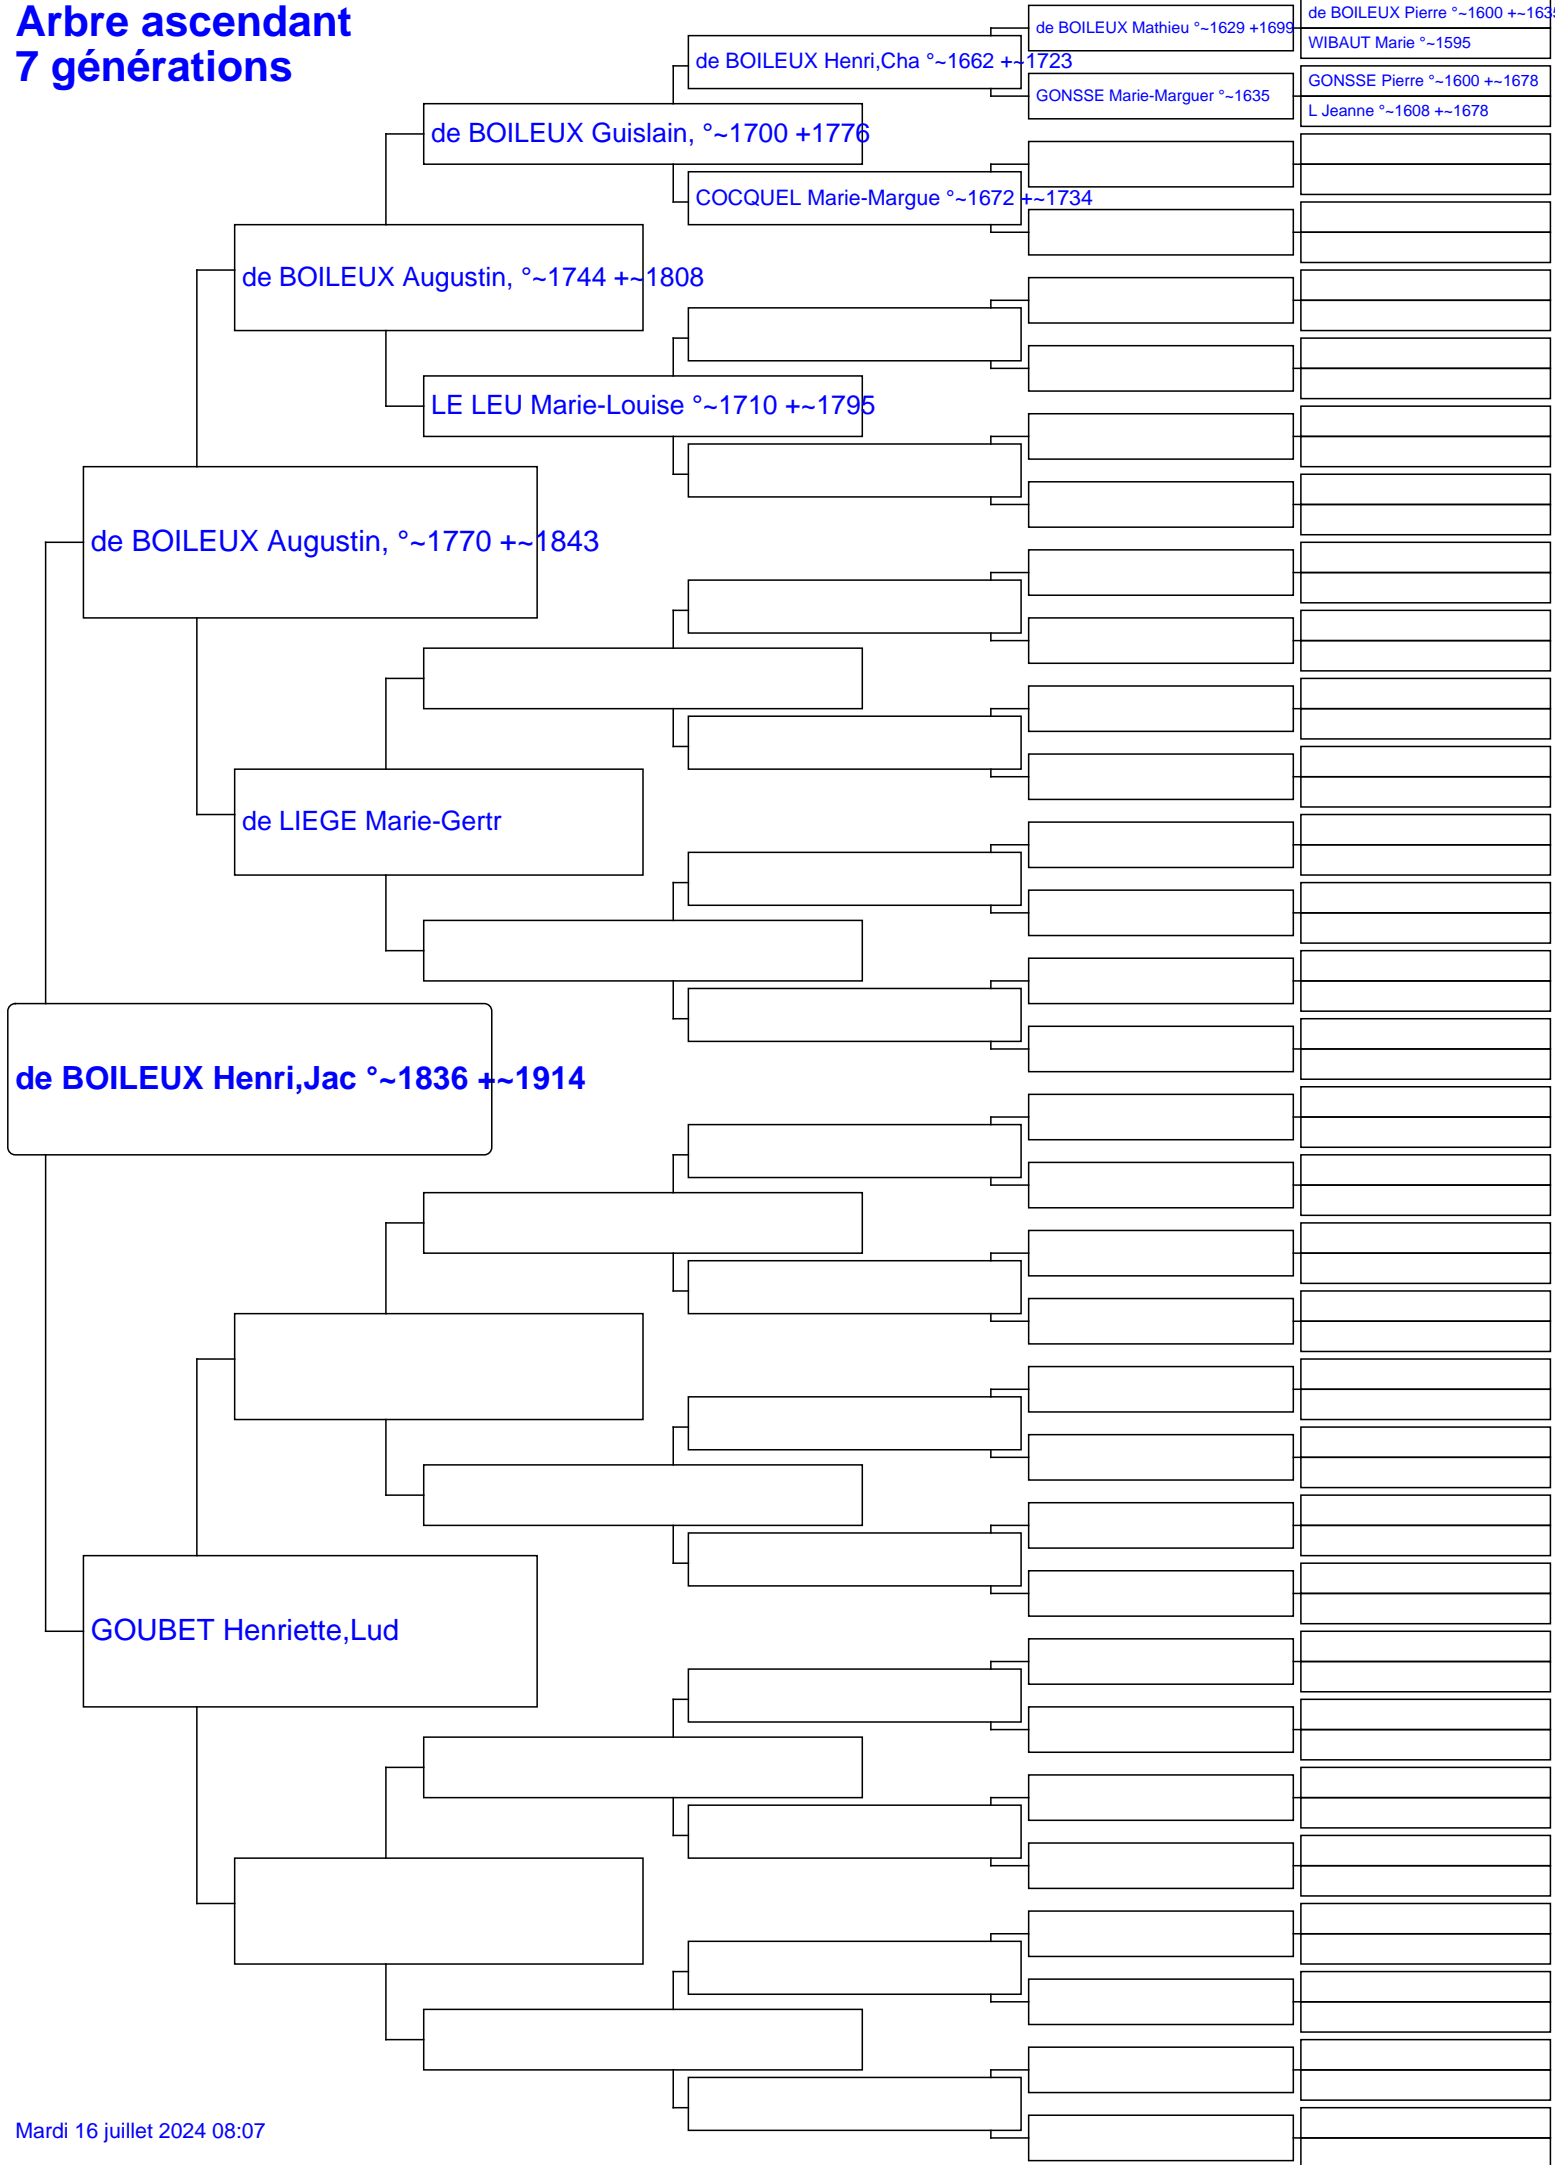 Arbre ascendant
7 générations
de BOILEUX Pierre °~1600 +~1635
de BOILEUX Mathieu °~1629 +1699
WIBAUT Marie °~1595
de BOILEUX Henri,Cha °~1662 +~1723
GONSSE Pierre °~1600 +~1678
GONSSE Marie-Marguer °~1635
L Jeanne °~1608 +~1678
de BOILEUX Guislain, °~1700 +1776
COCQUEL Marie-Margue °~1672 +~1734
de BOILEUX Augustin, °~1744 +~1808
LE LEU Marie-Louise °~1710 +~1795
de BOILEUX Augustin, °~1770 +~1843
de LIEGE Marie-Gertr
de BOILEUX Henri,Jac °~1836 +~1914
GOUBET Henriette,Lud
Mardi 16 juillet 2024 08:07